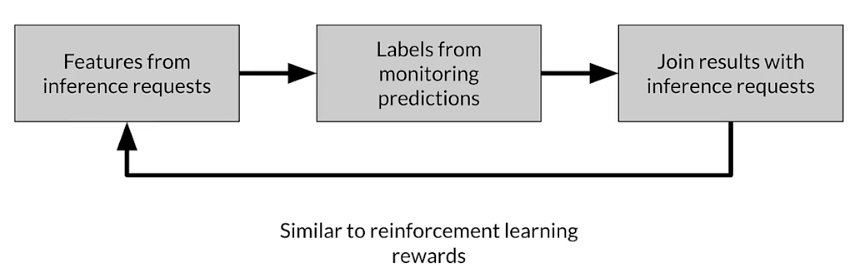 Features from
inference requests
Labels from
monitoring
predictions
Join results with
inference requests
Similar to reinforcement learning
rewards